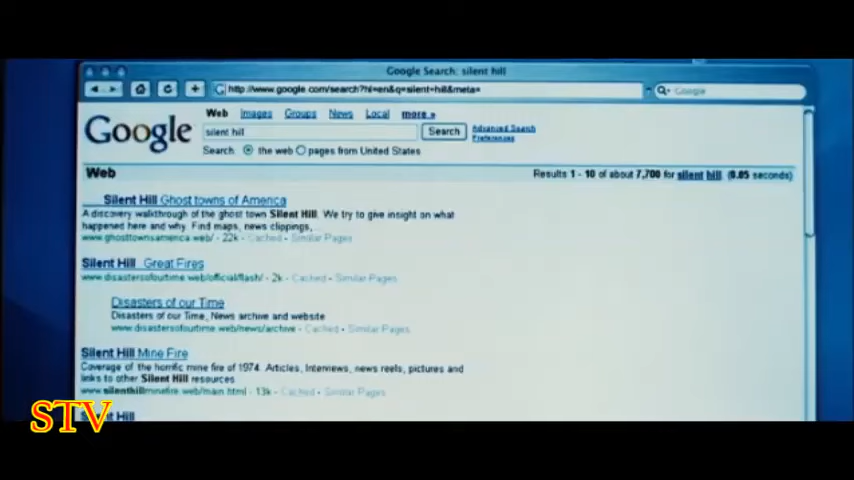 Google Search: silent hill
http://www.google.com/search?hl=en&q=silent+hill&meta=
Google
Google
Web Images Groups News Local more »
silent hill
Search
Advanced Search
Preferences
Search: the web pages from United States
Web
Results 1 - 10 of about 7,700 for silent hill. (0.05 seconds)
Silent Hill Ghost towns of America
A discovery walkthrough of the ghost town Silent Hill. We try to give insight on what
happened here and why. Find maps, news clippings,
www.ghosttownsamerica.web/ - 22k - Cached - Similar Pages
Silent Hill Great Fires
www.disastersofourtime.web/official/flash/ - 2k - Cached - Similar Pages
Disasters of our Time
Disasters of our Time, News archive and website
www.disastersofourtime.web/news/archive - Cached - Similar Pages
Silent Hill Mine Fire
Coverage of the horrific mine fire of 1974. Articles, Interviews, news reels, pictures and
links to other Silent Hill resources
www.silenthillminefire.web/main.html - 13k - Cached - Similar Pages
Silent Hill
STV